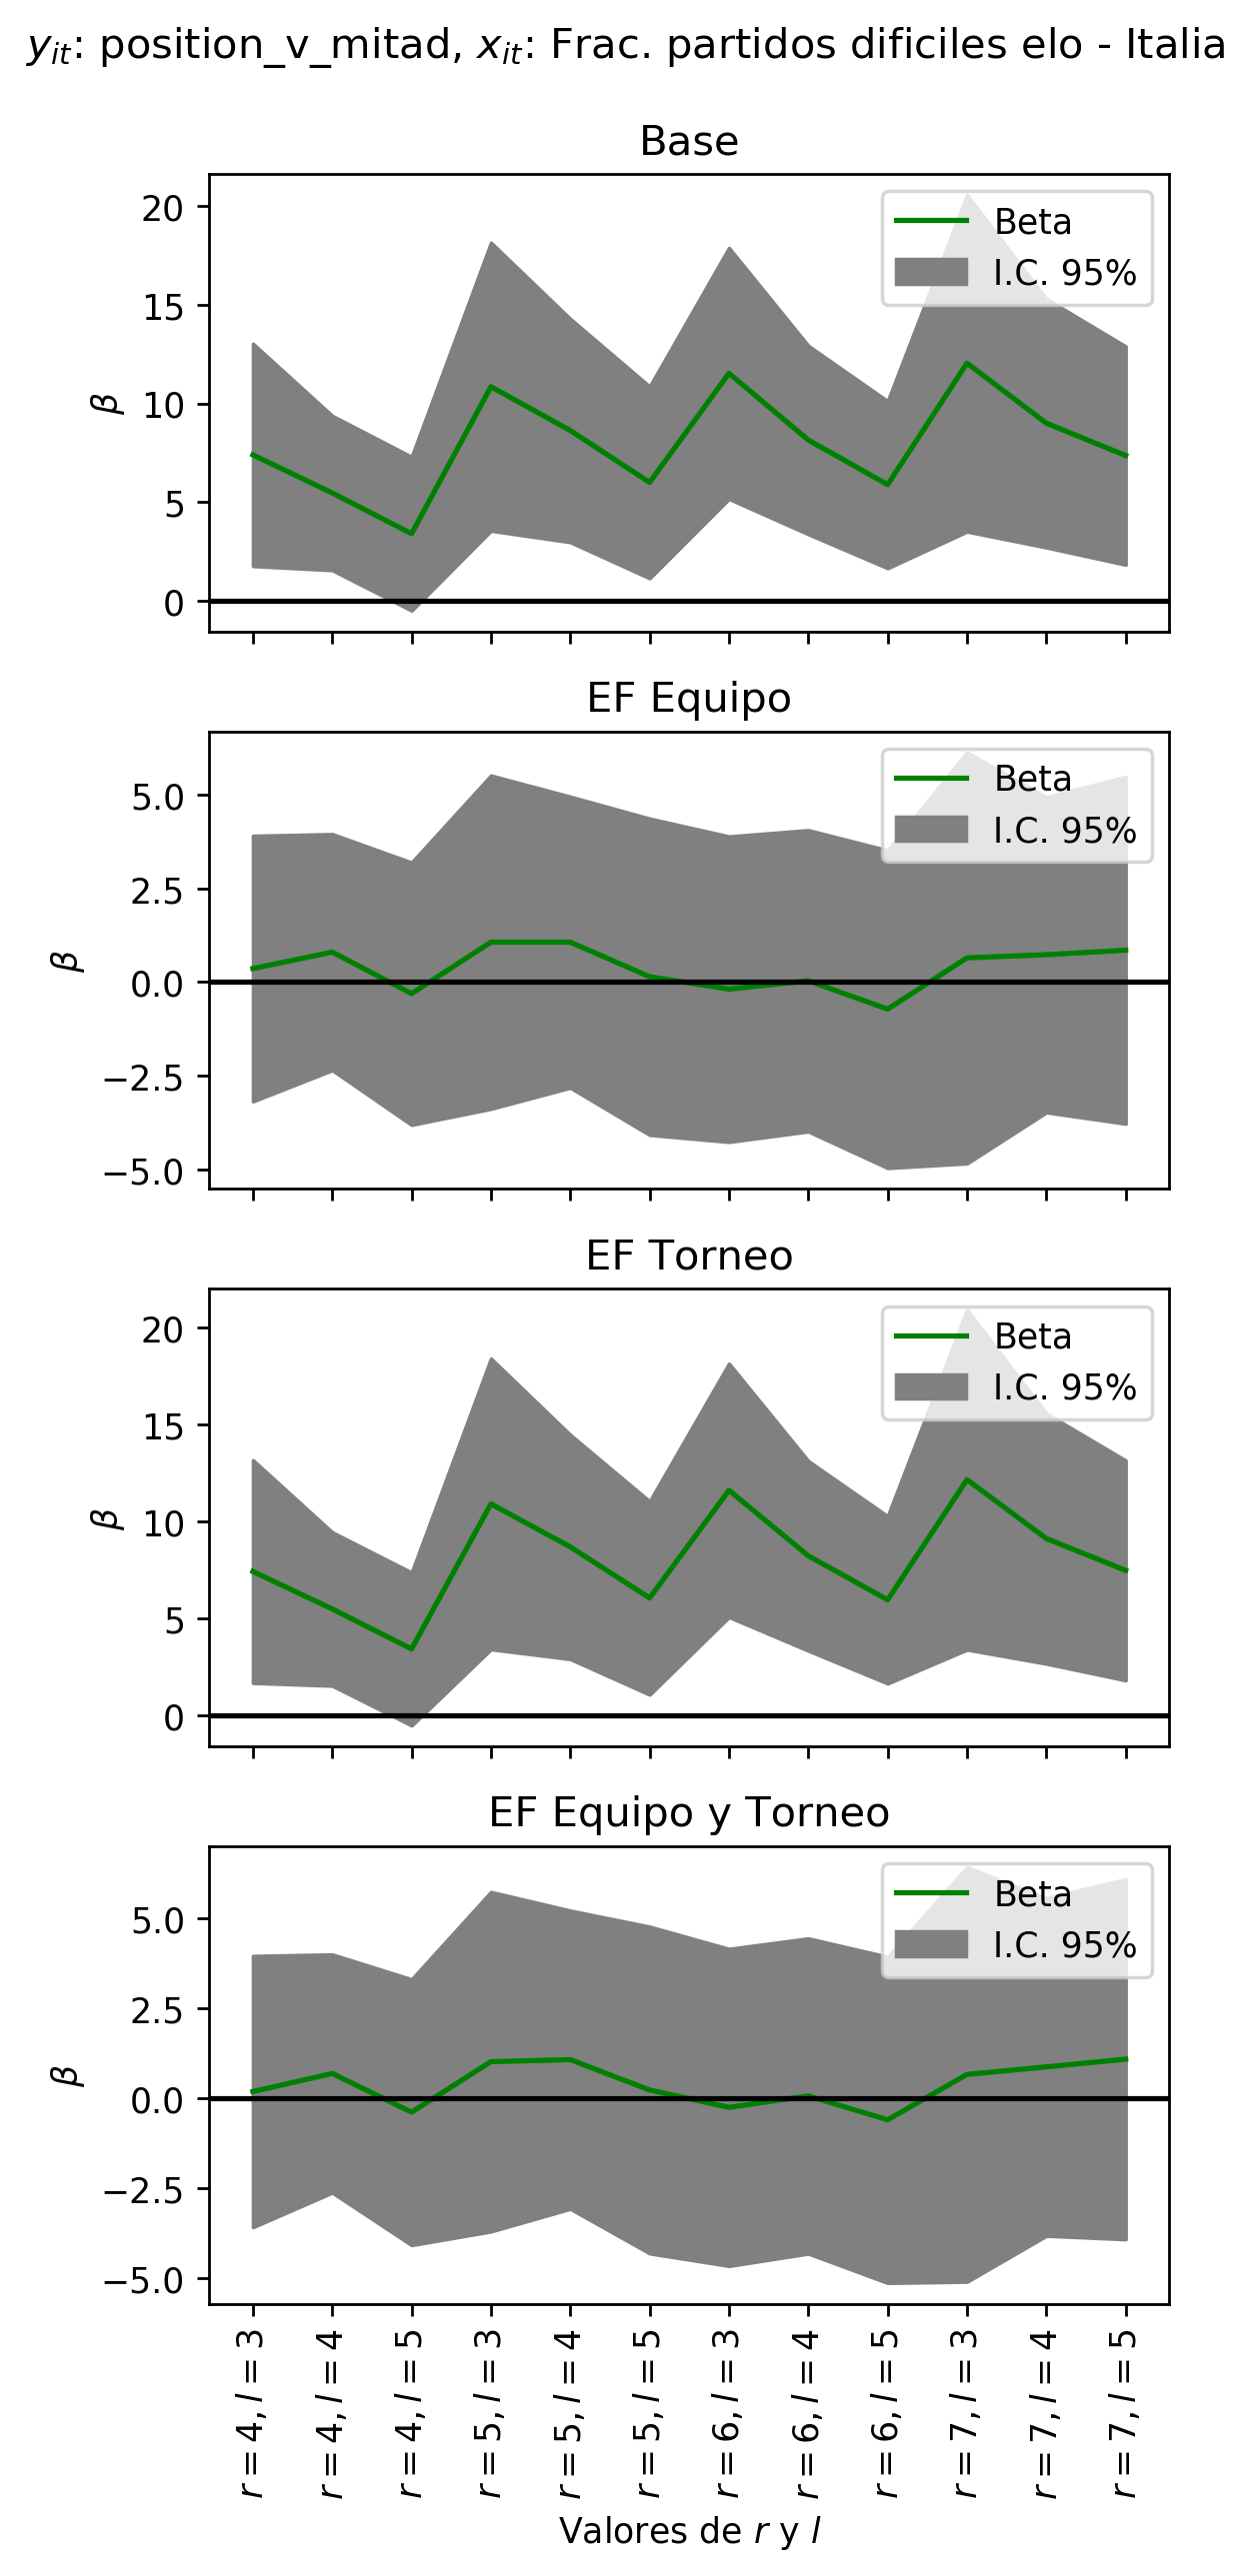 y_it: position_v_mitad, x_it: Frac. partidos dificiles elo - Italia
Base
20
15
10
5
0
β
Beta
I.C. 95%
EF Equipo
5.0
2.5
0.0
−2.5
−5.0
β
Beta
I.C. 95%
EF Torneo
20
15
10
5
0
β
Beta
I.C. 95%
EF Equipo y Torneo
5.0
2.5
0.0
−2.5
−5.0
β
Beta
I.C. 95%
r = 4, l = 3
r = 4, l = 4
r = 4, l = 5
r = 5, l = 3
r = 5, l = 4
r = 5, l = 5
r = 6, l = 3
r = 6, l = 4
r = 6, l = 5
r = 7, l = 3
r = 7, l = 4
r = 7, l = 5
Valores de r y l